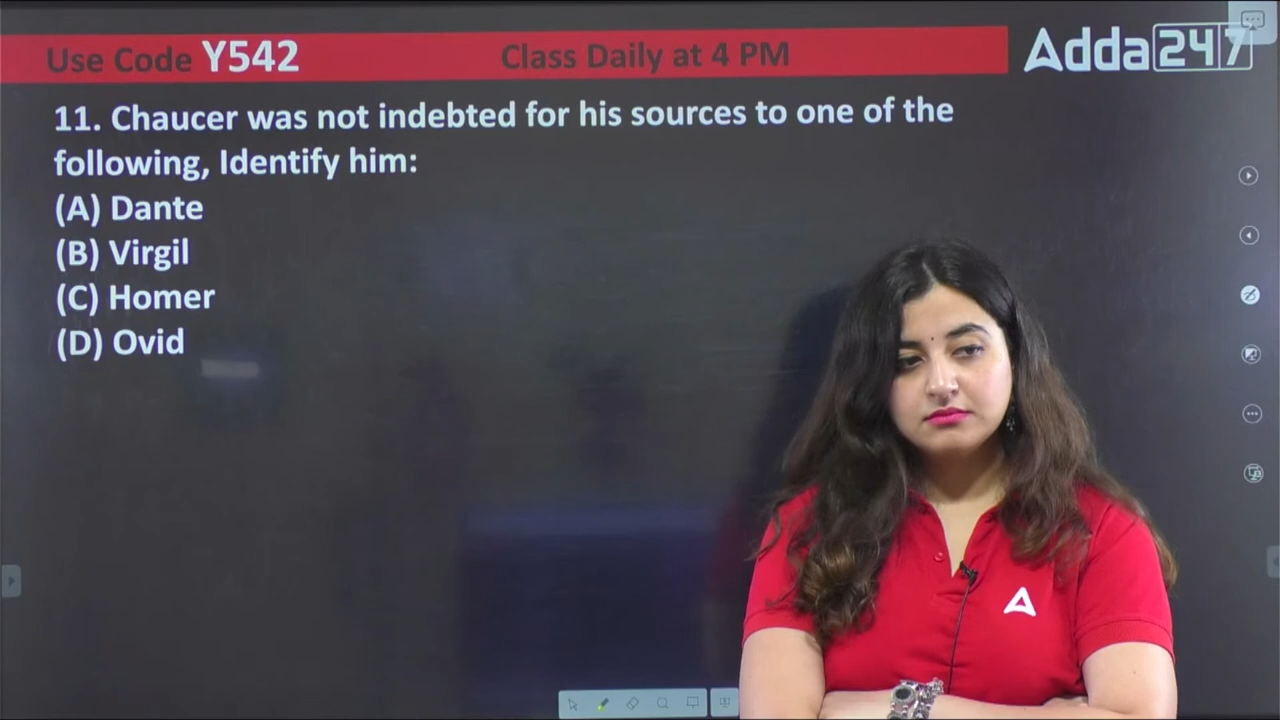 Use Code Y542 Class Daily at 4 PM Adda247
11. Chaucer was not indebted for his sources to one of the
following, Identify him:
(A) Dante
(B) Virgil
(C) Homer
(D) Ovid